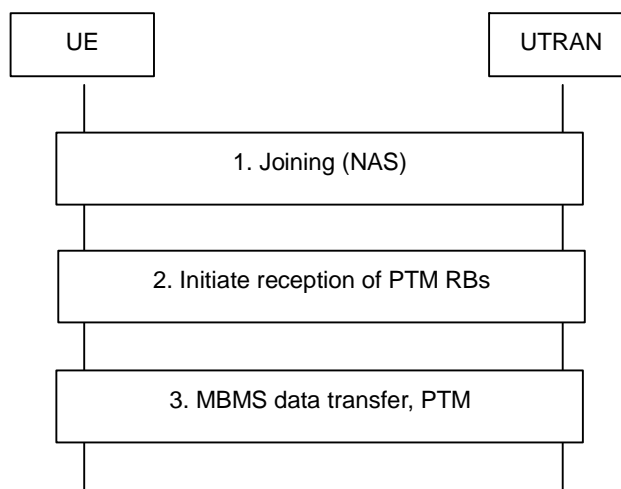 UE
UTRAN
1. Joining (NAS)
2. Initiate reception of PTM RBs
3. MBMS data transfer, PTM